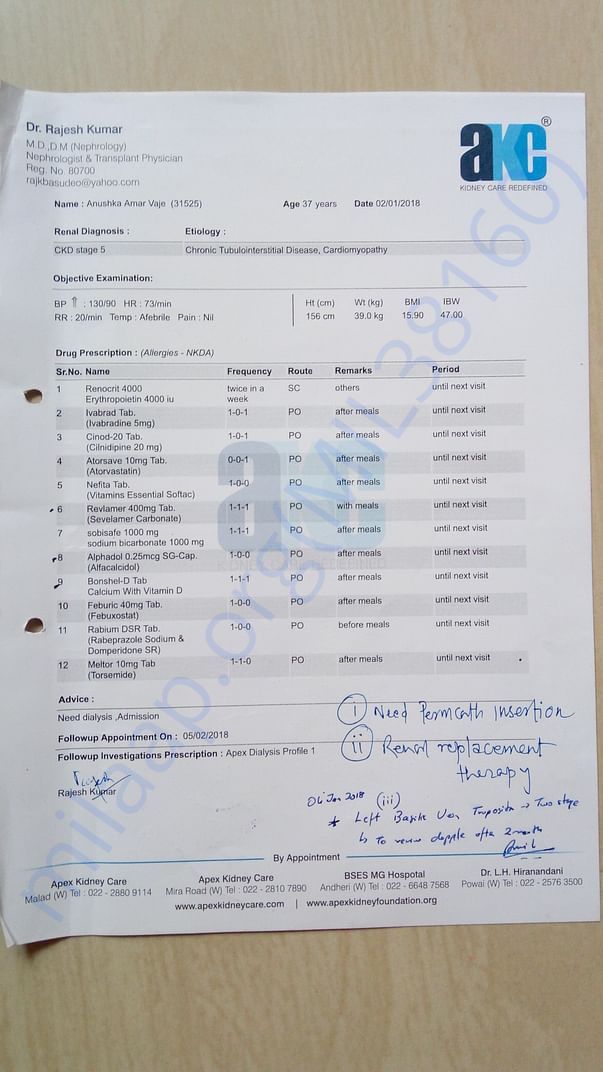 Dr. Rajesh Kumar
M.D.,D.M (Nephrology)
Nephrologist & Transplant Physician
Reg. No. 80700
rajkbasudeo@yahoo.com
akc ®
KIDNEY CARE REDEFINED
Name : Anushka Amar Vaje (31525) Age 37 years Date 02/01/2018
Renal Diagnosis : Etiology :
CKD stage 5 Chronic Tubulointerstitial Disease, Cardiomyopathy
Objective Examination:
BP ⇑ : 130/90 HR : 73/min Ht (cm) Wt (kg) BMI IBW
RR : 20/min Temp : Afebrile Pain : Nil 156 cm 39.0 kg 15.90 47.00
Drug Prescription : (Allergies - NKDA)
Sr.No. Name Frequency Route Remarks Period
1 Renocrit 4000 twice in a SC others until next visit
Erythropoietin 4000 iu week
2 Ivabrad Tab. 1-0-1 PO after meals until next visit
(Ivabradine 5mg)
3 Cinod-20 Tab. 1-0-1 PO after meals until next visit
(Cilnidipine 20 mg)
4 Atorsave 10mg Tab. 0-0-1 PO after meals until next visit
(Atorvastatin)
5 Nefita Tab. 1-0-0 PO after meals until next visit
(Vitamins Essential Softac)
6 Revlamer 400mg Tab. 1-1-1 PO with meals until next visit
(Sevelamer Carbonate)
7 sobisafe 1000 mg 1-1-1 PO after meals until next visit
sodium bicarbonate 1000 mg
8 Alphadol 0.25mcg SG-Cap. 1-0-0 PO after meals until next visit
(Alfacalcidol)
9 Bonshel-D Tab 1-1-1 PO after meals until next visit
Calcium With Vitamin D
10 Feburic 40mg Tab. 1-0-0 PO after meals until next visit
(Febuxostat)
11 Rabium DSR Tab. 1-0-0 PO before meals until next visit
(Rabeprazole Sodium &
Domperidone SR)
12 Meltor 10mg Tab 1-1-0 PO after meals until next visit
(Torsemide)
KIDNEY CARE REDEFINED
milaap.org(MIL38160)
Advice :
Need dialysis ,Admission
Followup Appointment On : 05/02/2018
Followup Investigations Prescription : Apex Dialysis Profile 1
Rajesh Kumar
(i) Need Permcath insertion
(ii) Renal replacement
therapy
04 Jan 2018 (iii)
* Left Basilic Vein Two stage
To review doppler after 2 month
By Appointment
Apex Kidney Care Apex Kidney Care BSES MG Hospotal Dr. L.H. Hiranandani
Malad (W) Tel : 022 - 2880 9114 Mira Road (W) Tel : 022 - 2810 7890 Andheri (W) Tel : 022 - 6648 7568 Powai (W) Tel : 022 - 2576 3500
www.apexkidneycare.com | www.apexkidneyfoundation.org